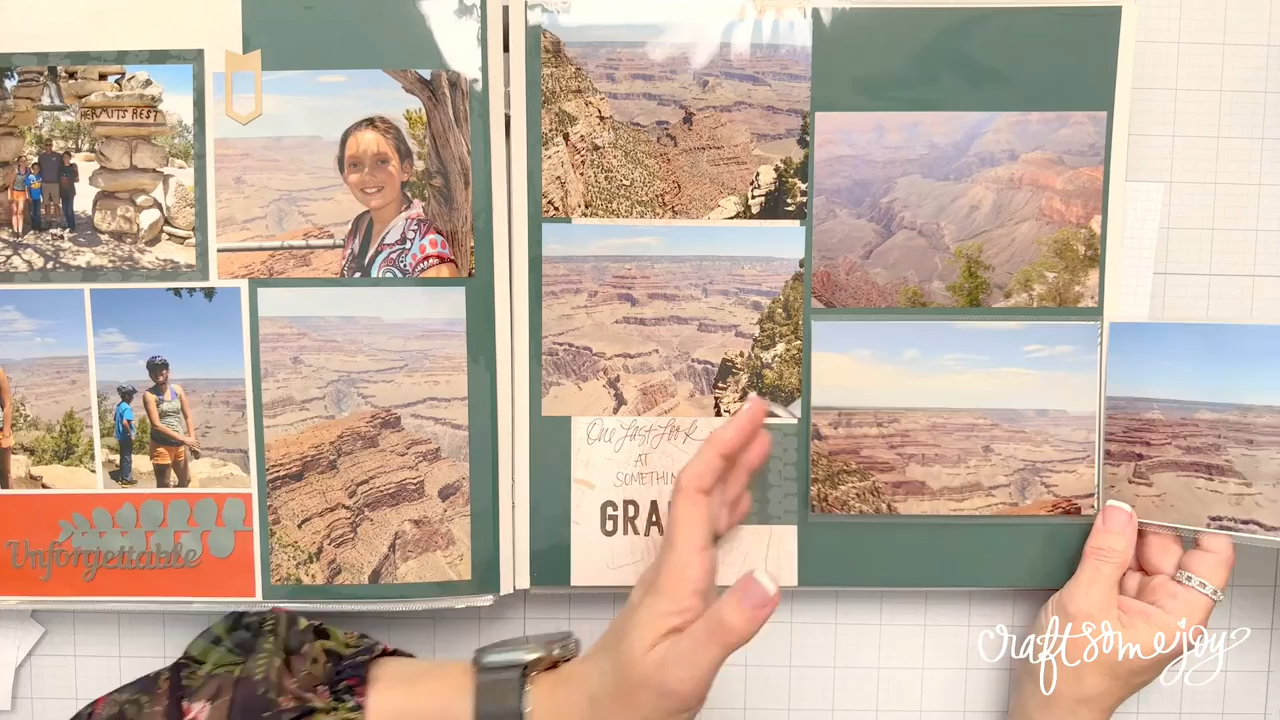 HERMITS REST
Unforgettable
One Last Look
AT
SOMETHIN
GRA
craftsomejoy